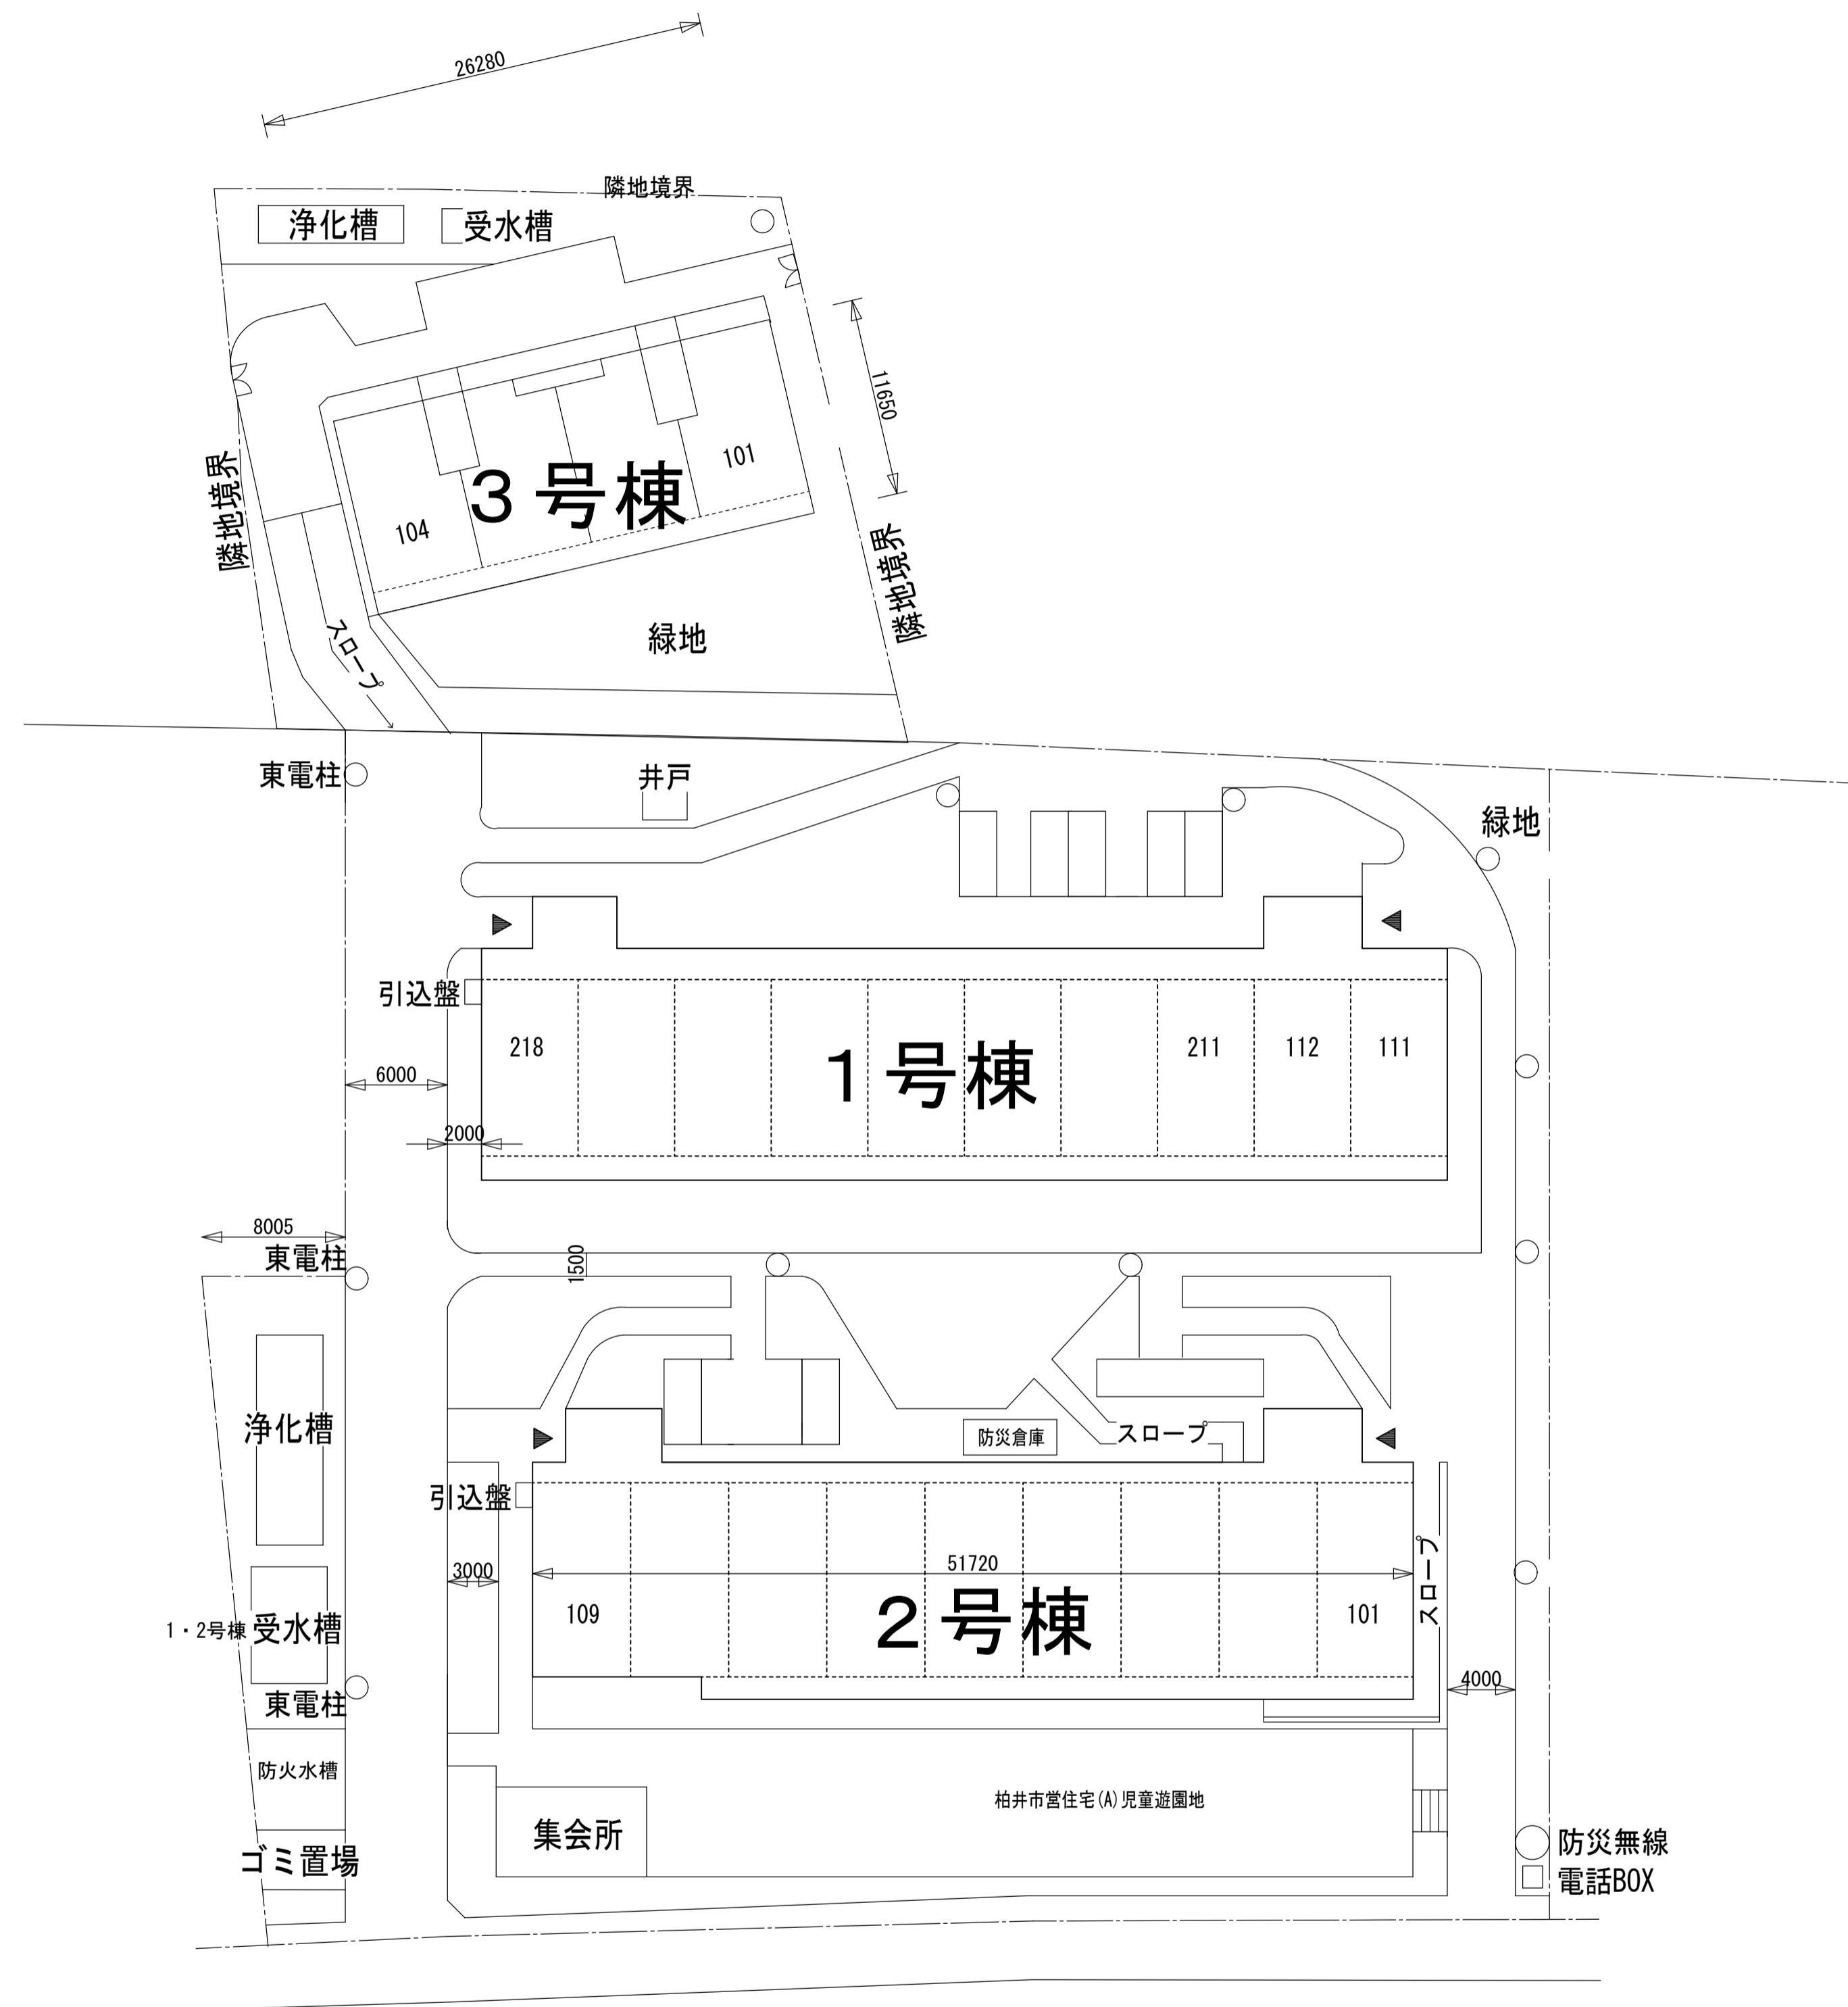 26280
隣地境界
浄化槽
受水槽
11650
101
3号棟
104
隣地境界
隣地境界
緑地
スロープ
東電柱
井戸
緑地
引込盤
218
1号棟
211
112
111
6000
2000
8005
東電柱
1500
浄化槽
防災倉庫
スロープ
引込盤
51720
3000
スロープ
109
2号棟
101
1・2号棟
受水槽
4000
東電柱
防火水槽
柏井市営住宅(A)児童遊園地
集会所
ゴミ置場
防災無線
電話BOX